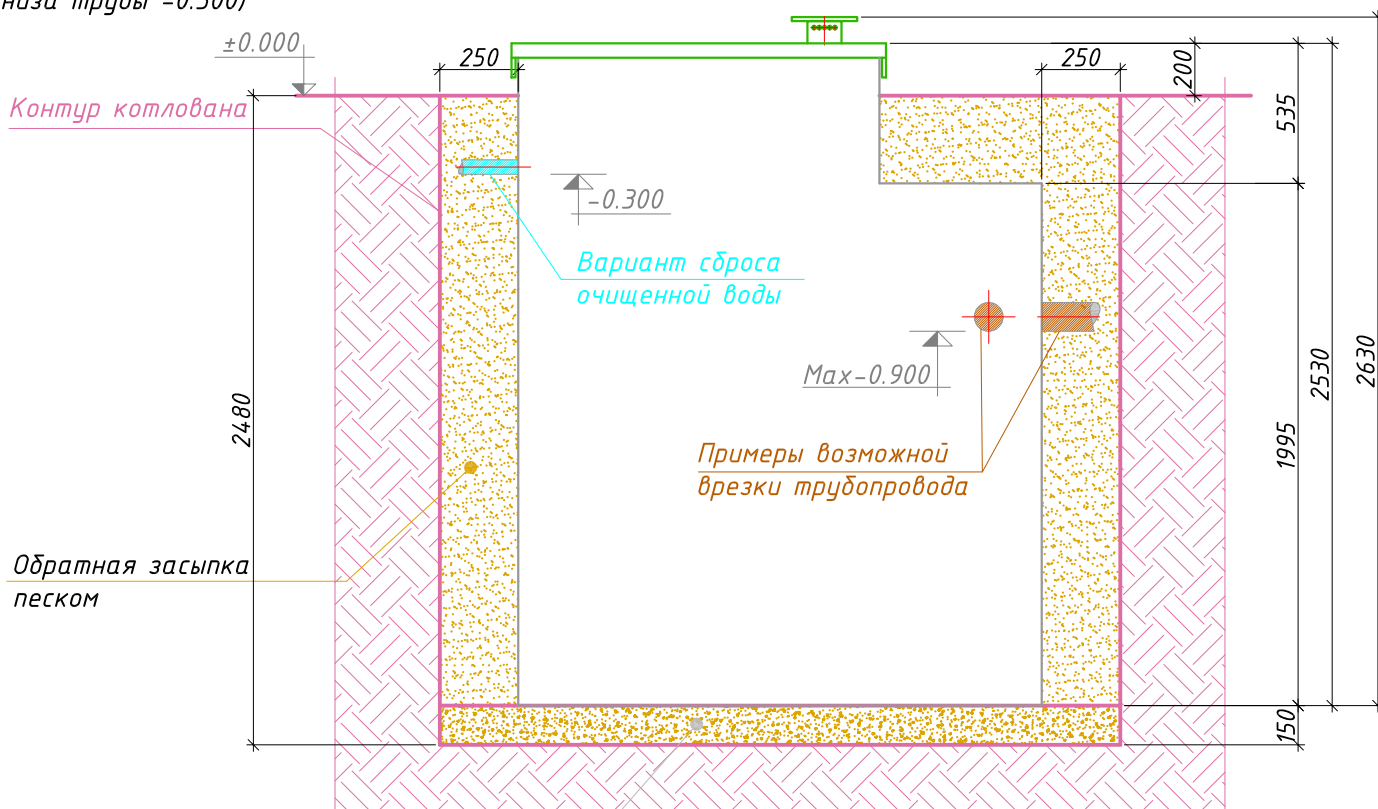 низа трубы -0.300)
±0.000
250
250
200
535
Контур котлована
-0.300
Вариант сброса
очищенной воды
Max-0.900
2630
2530
2480
1995
Примеры возможной
врезки трубопровода
Обратная засыпка
песком
150